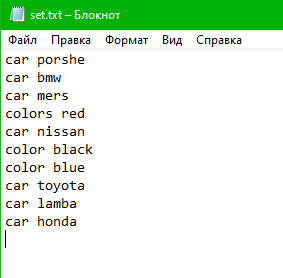 set.txt – Блокнот
Файл Правка Формат Вид Справка
car porshe
car bmw
car mers
colors red
car nissan
color black
color blue
car toyota
car lamba
car honda